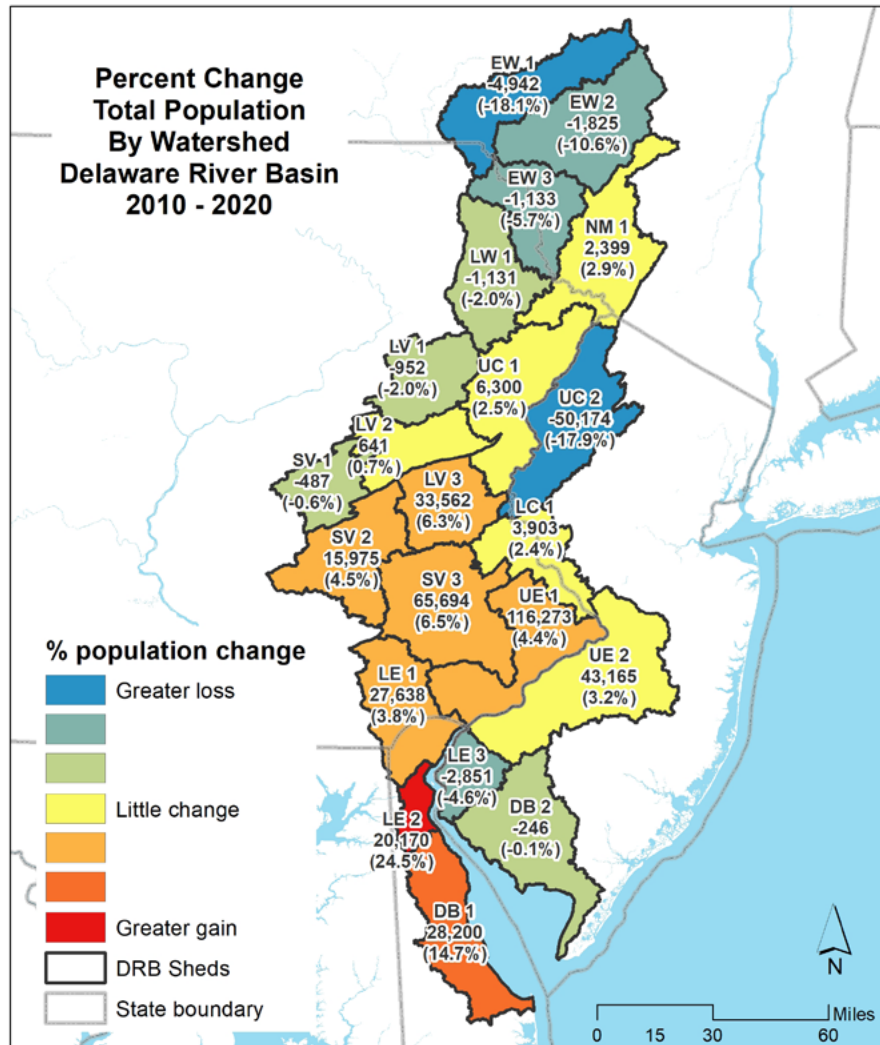 Percent Change
Total Population
By Watershed
Delaware River Basin
2010 - 2020
EW 1
-4,942
(-18.1%)
EW 2
-1,825
(-10.6%)
EW 3
-1,133
(-5.7%)
NM 1
2,399
(2.9%)
LW 1
-1,131
(-2.0%)
LV 1
-952
(-2.0%)
UC 1
6,300
(2.5%)
UC 2
-50,174
(-17.9%)
LV 2
641
(0.7%)
SV 1
-487
(-0.6%)
LV 3
33,562
(6.3%)
LC 1
3,903
(2.4%)
SV 2
15,975
(4.5%)
SV 3
65,694
(6.5%)
UE 1
116,273
(4.4%)
UE 2
43,165
(3.2%)
LE 1
27,638
(3.8%)
LE 3
-2,851
(-4.6%)
DB 2
-246
(-0.1%)
LE 2
20,170
(24.5%)
DB 1
28,200
(14.7%)
% population change
Greater loss
Little change
Greater gain
DRB Sheds
State boundary
N
Miles
0 15 30 60